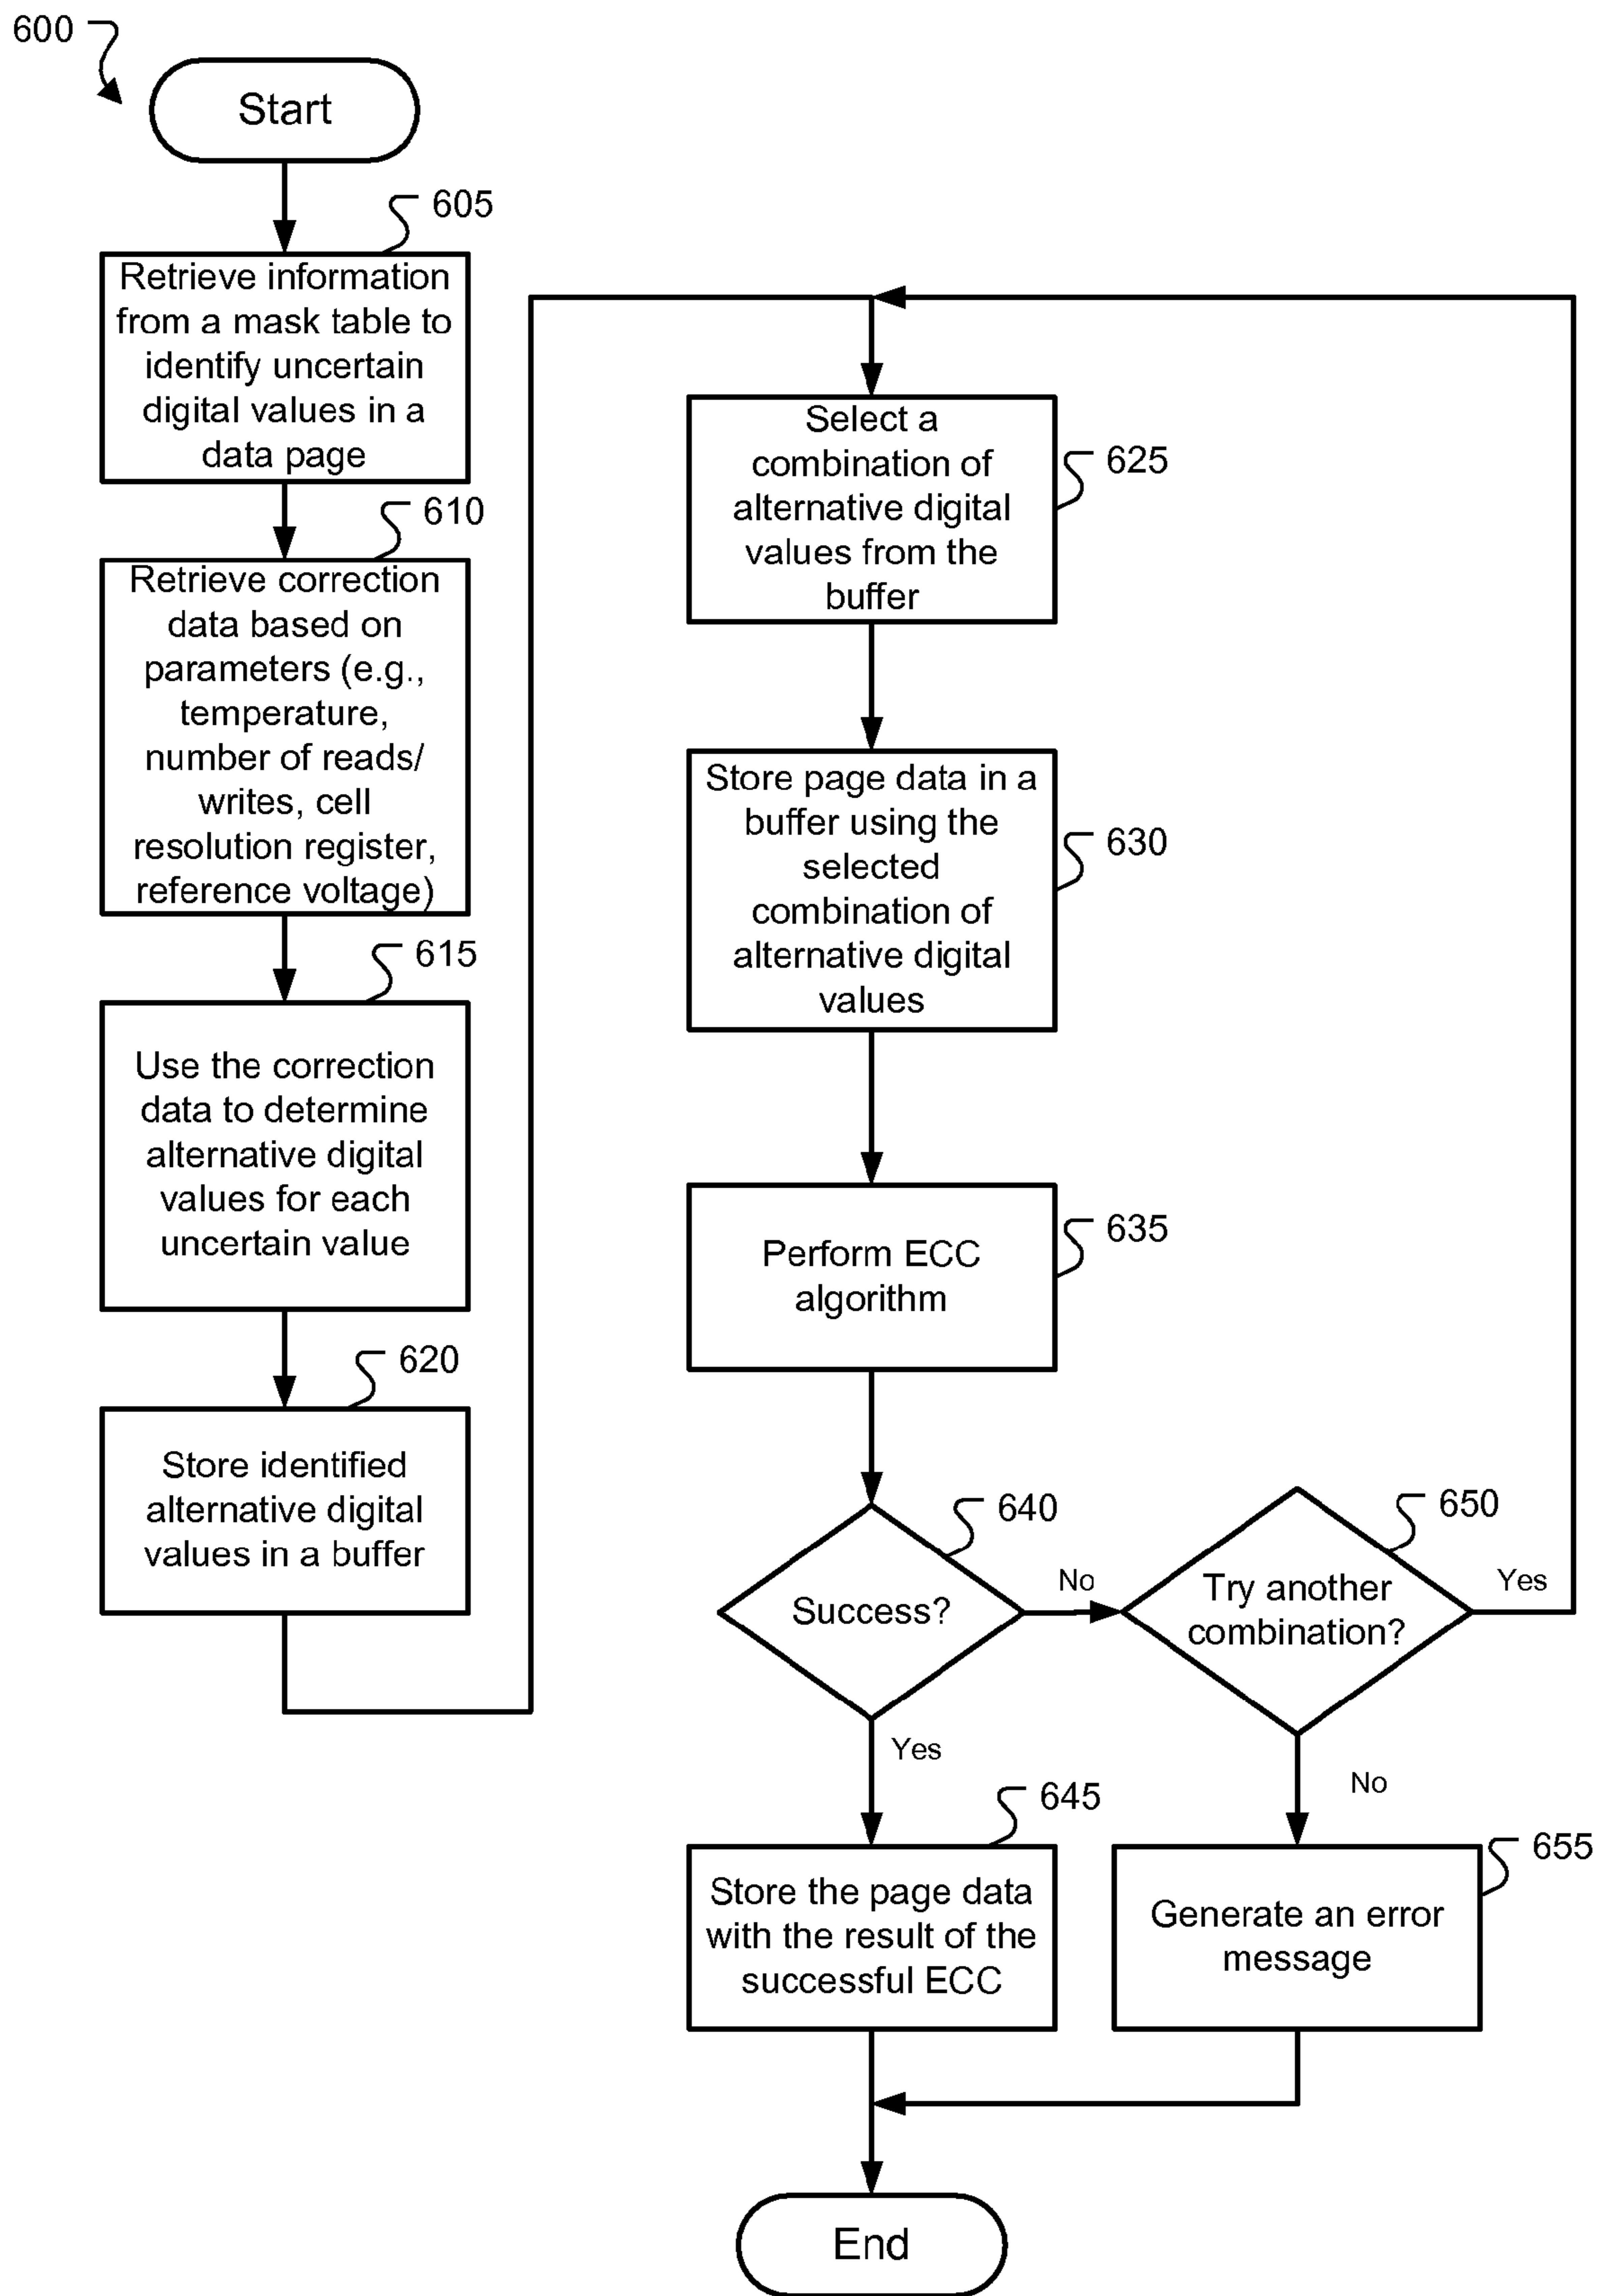 600
Start
605
Retrieve information
from a mask table to
identify uncertain
digital values in a
data page
610
Retrieve correction
data based on
parameters (e.g.,
temperature,
number of reads/
writes, cell
resolution register,
reference voltage)
615
Use the correction
data to determine
alternative digital
values for each
uncertain value
620
Store identified
alternative digital
values in a buffer
Select a
combination of
alternative digital
values from the
buffer
625
Store page data in a
buffer using the
selected
combination of
alternative digital
values
630
Perform ECC
algorithm
635
640
Success?
No
Yes
650
Try another
combination?
Yes
No
645
Store the page data
with the result of the
successful ECC
655
Generate an error
message
End